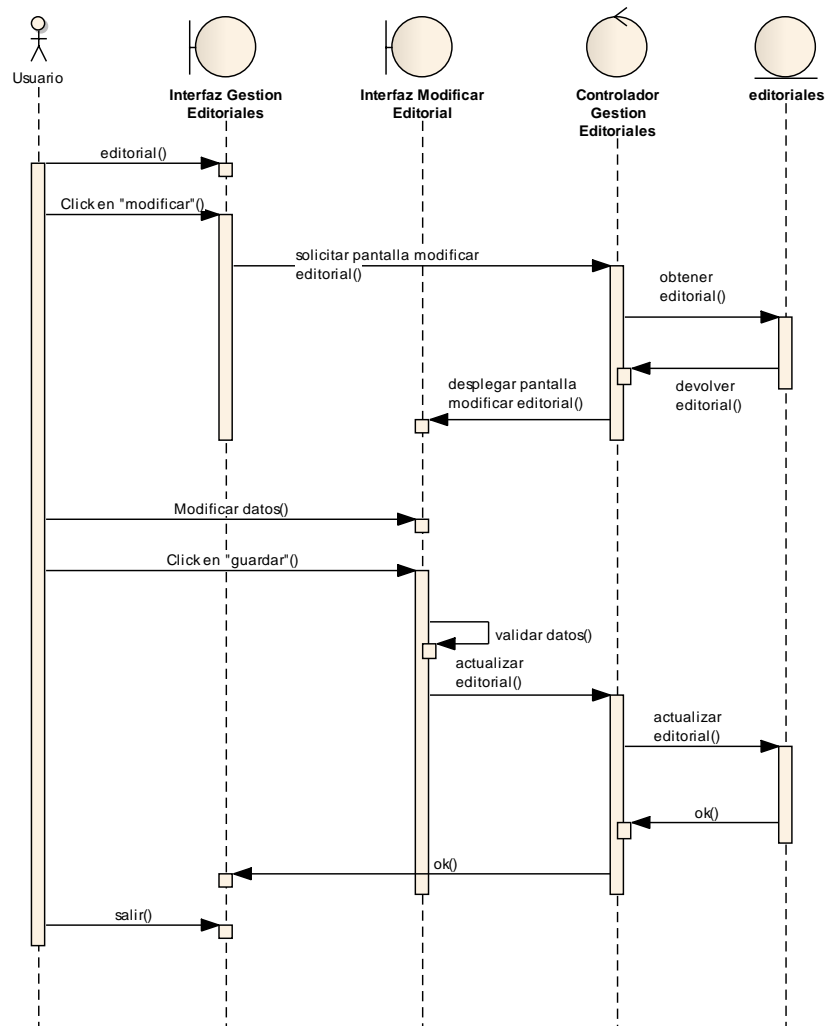 Usuario
Interfaz Gestion
Editoriales
Interfaz Modificar
Editorial
Controlador
Gestion
Editoriales
editoriales
editorial()
Click en "modificar"()
solicitar pantalla modificar
editorial()
obtener
editorial()
devolver
editorial()
desplegar pantalla
modificar editorial()
Modificar datos()
Click en "guardar"()
validar datos()
actualizar
editorial()
actualizar
editorial()
ok()
ok()
salir()